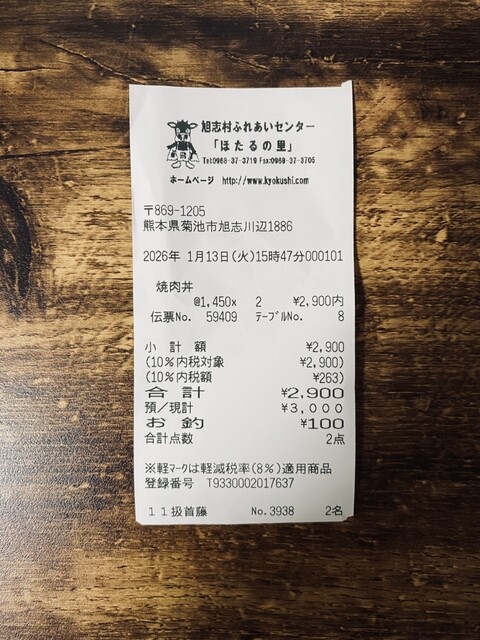 旭志村ふれあいセンター
「ほたるの里」
Tel:0968-37-3719 Fax:0968-37-3705
ホームページ http://www.kyokushi.com/
〒869-1205
熊本県菊池市旭志川辺1886
2026年 1月13日(火)15時47分000101
焼肉丼
@1,450x 2 ¥2,900内
伝票No. 59409 テーブルNo. 8
小計額 ¥2,900
(10%内税対象 ¥2,900)
(10%内税額 ¥263)
合計 ¥2,900
預/現計 ¥3,000
お釣 ¥100
合計点数 2点
※軽マークは軽減税率(8%)適用商品
登録番号 T9330002017637
11扱首藤 No.3938 2名